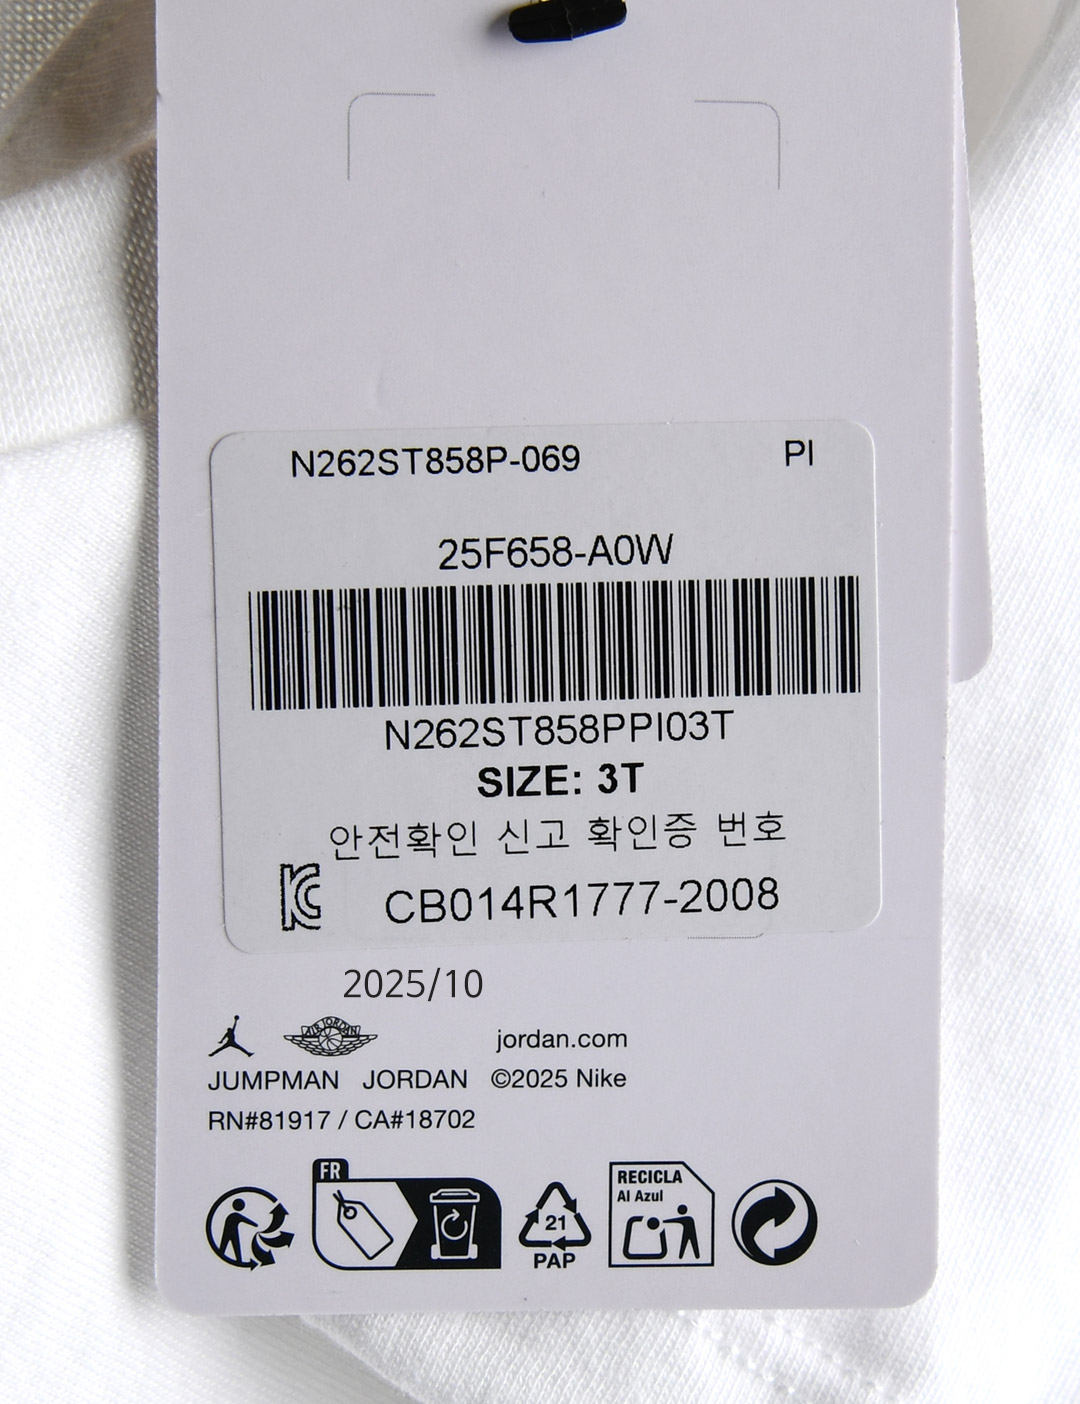 N262ST858P-069 PI
25F658-A0W
N262ST858PPI03T
SIZE: 3T
안전확인 신고 확인증 번호
CB014R1777-2008
2025/10
AIR JORDAN jordan.com
JUMPMAN JORDAN ©2025 Nike
RN#81917 / CA#18702
FR
RECICLA
Al Azul
21
PAP